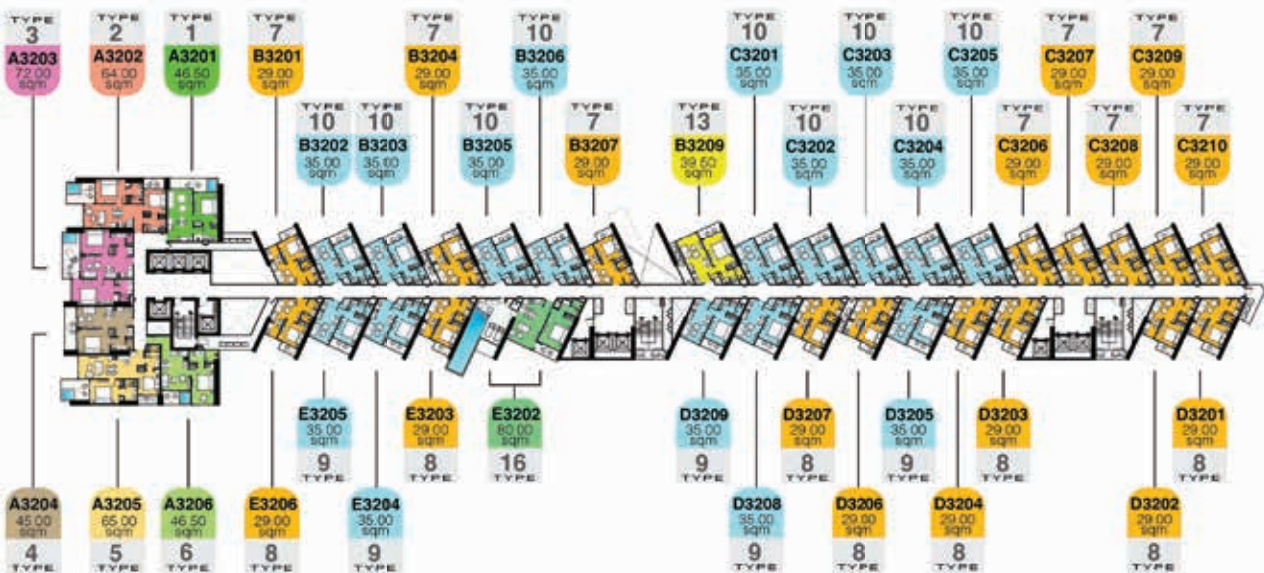 TYPE
3
A3203
72.00
sqm
TYPE
2
A3202
64.00
sqm
TYPE
1
A3201
46.50
sqm
TYPE
7
B3201
29.00
sqm
TYPE
7
B3204
29.00
sqm
TYPE
10
B3206
35.00
sqm
TYPE
10
C3201
35.00
sqm
TYPE
10
C3203
35.00
sqm
TYPE
10
C3205
35.00
sqm
TYPE
7
C3207
29.00
sqm
TYPE
7
C3209
29.00
sqm
TYPE
10
B3202
35.00
sqm
TYPE
10
B3203
35.00
sqm
TYPE
10
B3205
35.00
sqm
TYPE
7
B3207
29.00
sqm
TYPE
13
B3209
39.50
sqm
TYPE
10
C3202
35.00
sqm
TYPE
10
C3204
35.00
sqm
TYPE
7
C3206
29.00
sqm
TYPE
7
C3208
29.00
sqm
TYPE
7
C3210
29.00
sqm
E3205
35.00
sqm
9
TYPE
E3203
29.00
sqm
8
TYPE
E3202
80.00
sqm
16
TYPE
D3209
35.00
sqm
9
TYPE
D3207
29.00
sqm
8
TYPE
D3205
35.00
sqm
9
TYPE
D3203
29.00
sqm
8
TYPE
D3201
29.00
sqm
8
TYPE
A3204
45.00
sqm
4
TYPE
A3205
65.00
sqm
5
TYPE
A3206
46.50
sqm
6
TYPE
E3206
29.00
sqm
8
TYPE
E3204
35.00
sqm
9
TYPE
D3208
35.00
sqm
9
TYPE
D3206
29.00
sqm
8
TYPE
D3204
29.00
sqm
8
TYPE
D3202
29.00
sqm
8
TYPE